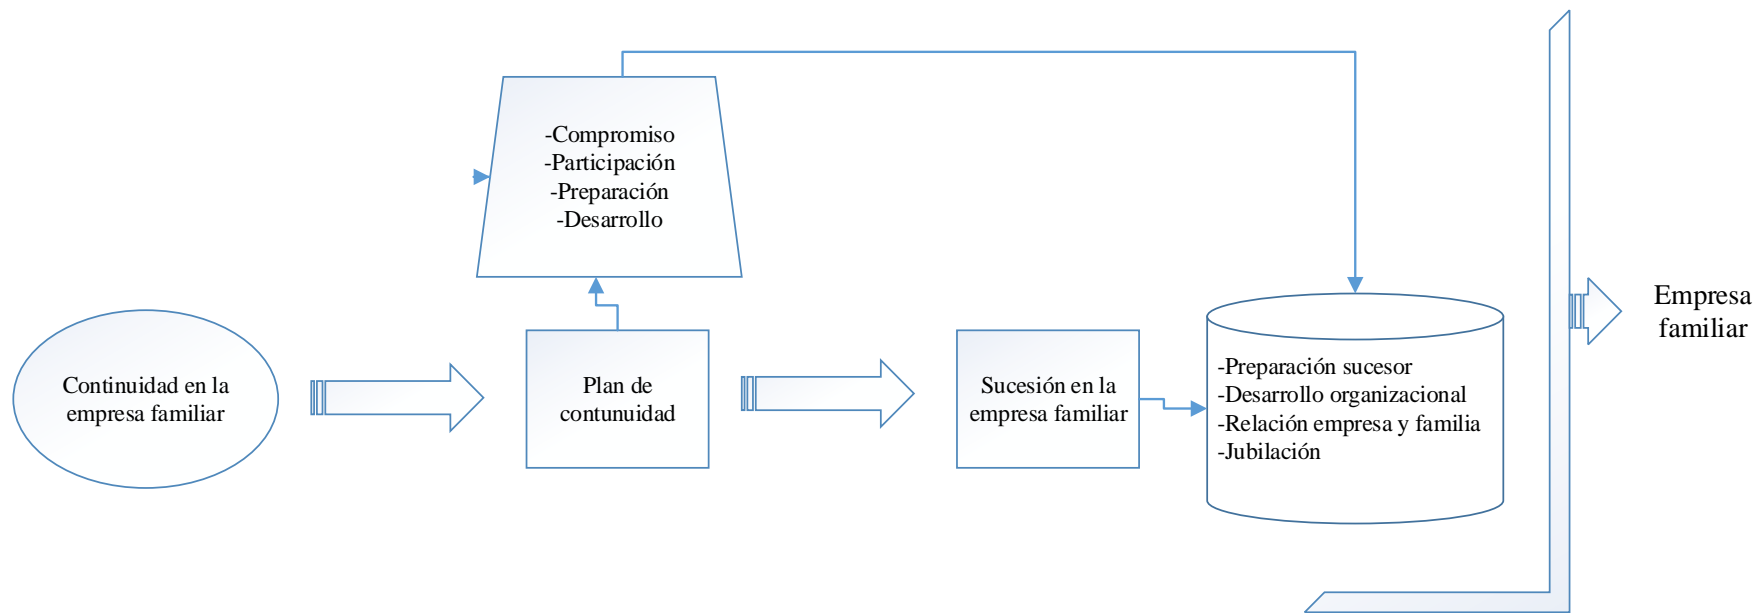 -Compromiso
-Participación
-Preparación
-Desarrollo
Continuidad en la
empresa familiar
Plan de
contunuidad
Sucesión en la
empresa familiar
-Preparación sucesor
-Desarrollo organizacional
-Relación empresa y familia
-Jubilación
Empresa
familiar